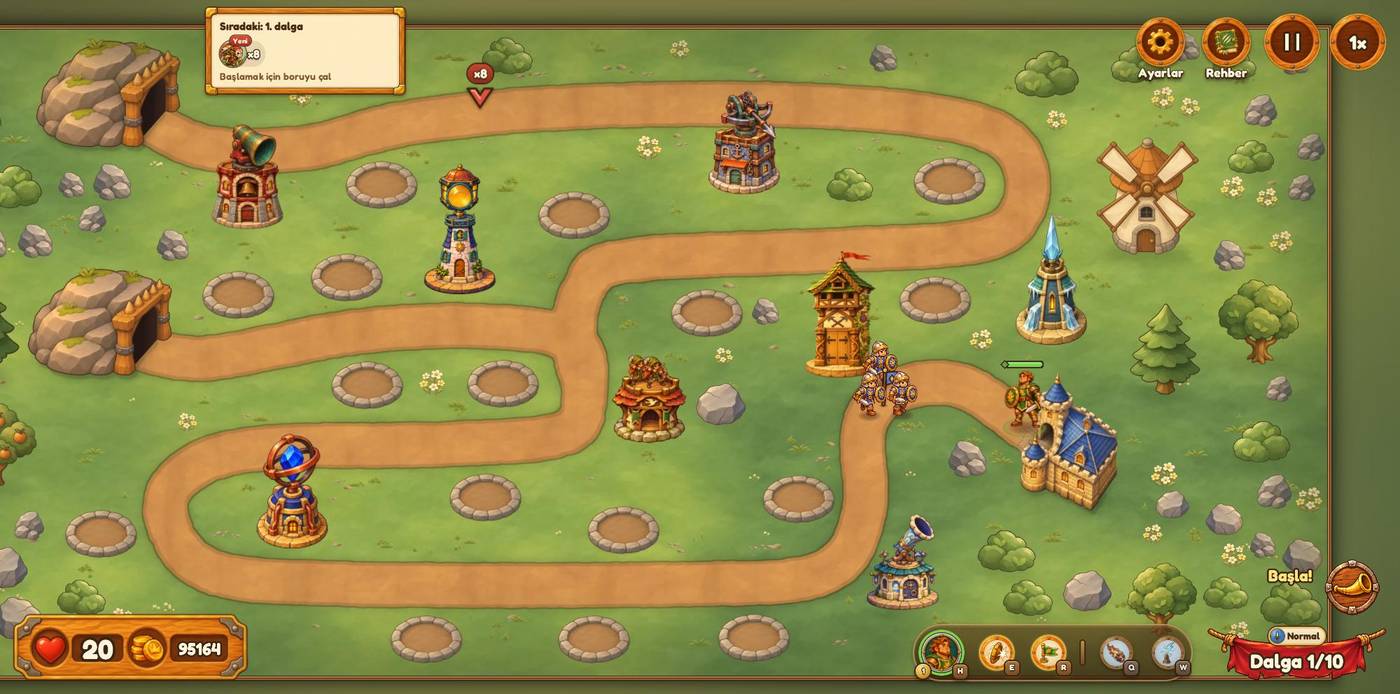 Sıradaki: 1. dalga
Yeni
x8
Başlamak için boruyu çal
x8
1x
Ayarlar
Rehber
Başla!
20
95164
H
E
R
Q
W
Normal
Dalga 1/10